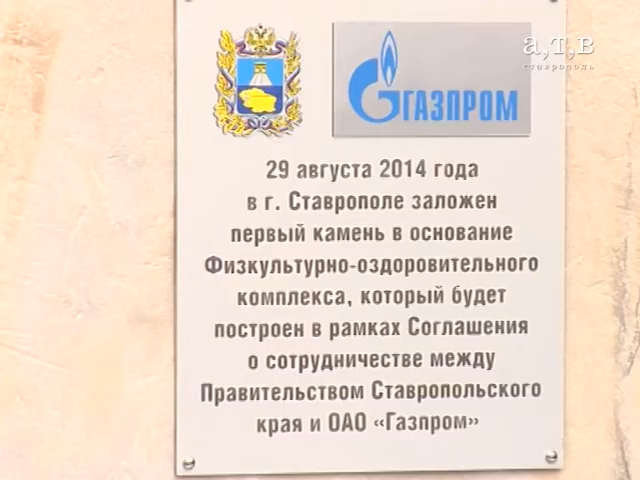 а,т,в
ставрополь
ГАЗПРОМ
29 августа 2014 года
в г. Ставрополе заложен
первый камень в основание
Физкультурно-оздоровительного
комплекса, который будет
построен в рамках Соглашения
о сотрудничестве между
Правительством Ставропольского
края и ОАО «Газпром»